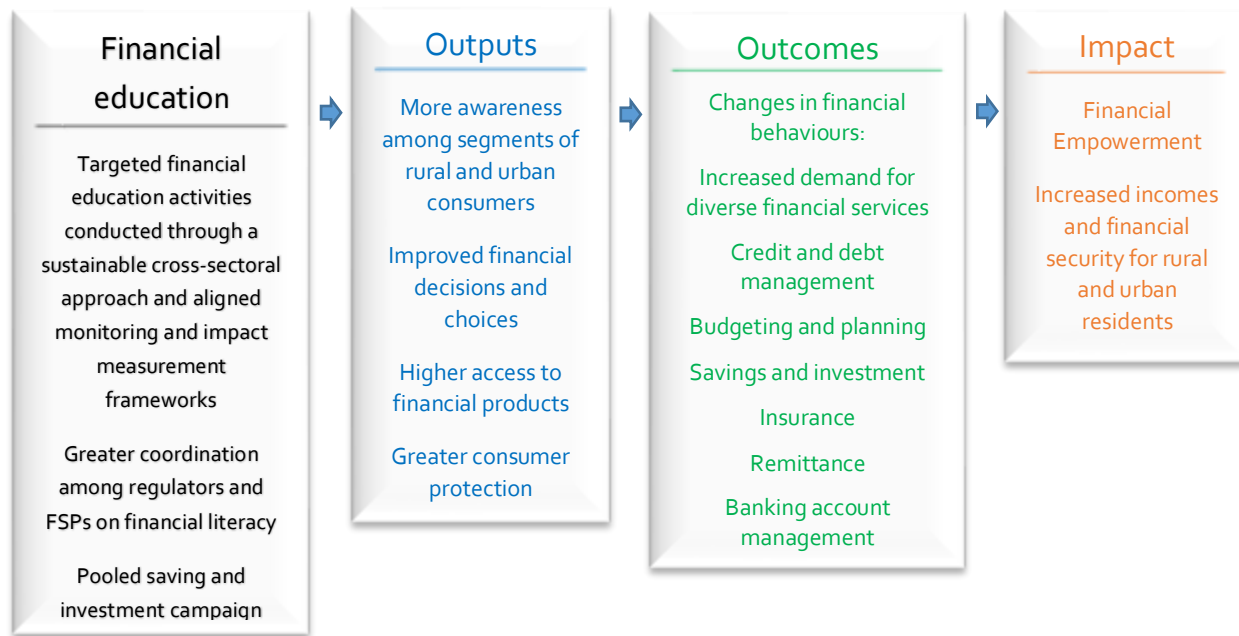 Financial
education
Targeted financial
education activities
conducted through a
sustainable cross-sectoral
approach and aligned
monitoring and impact
measurement
frameworks
Greater coordination
among regulators and
FSPs on financial literacy
Pooled saving and
investment campaign
Outputs
More awareness
among segments of
rural and urban
consumers
Improved financial
decisions and
choices
Higher access to
financial products
Greater consumer
protection
Outcomes
Changes in financial
behaviours:
Increased demand for
diverse financial services
Credit and debt
management
Budgeting and planning
Savings and investment
Insurance
Remittance
Banking account
management
Impact
Financial
Empowerment
Increased incomes
and financial
security for rural
and urban
residents